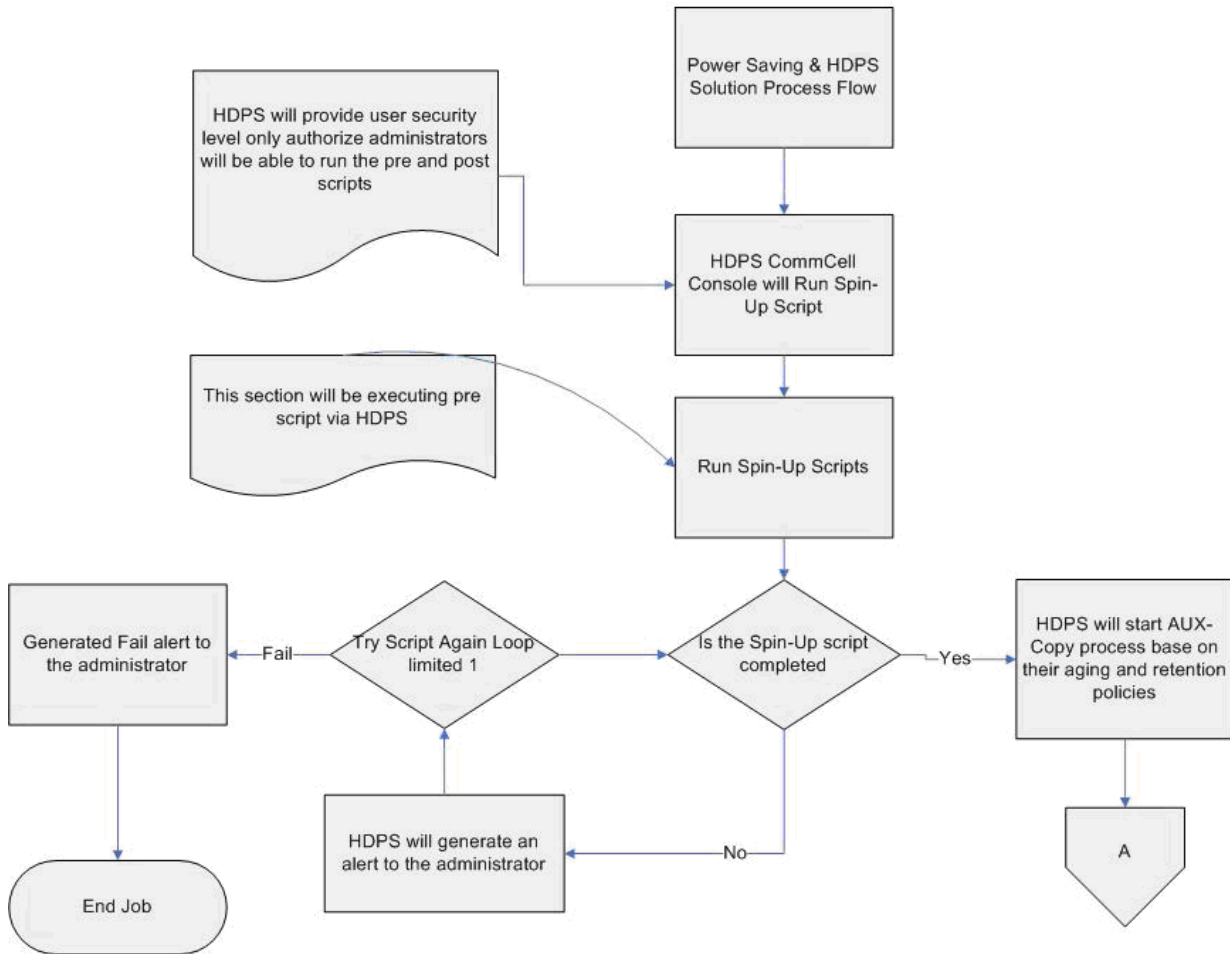 Power Saving & HDPS
Solution Process Flow
HDPS will provide user security
level only authorize administrators
will be able to run the pre and post
scripts
HDPS CommCell
Console will Run Spin-
Up Script
This section will be executing pre
script via HDPS
Run Spin-Up Scripts
Generated Fail alert to
the administrator
Fail
Try Script Again Loop
limited 1
Is the Spin-Up script
completed
Yes
HDPS will start AUX-
Copy process base on
their aging and retention
policies
HDPS will generate an
alert to the administrator
No
A
End Job